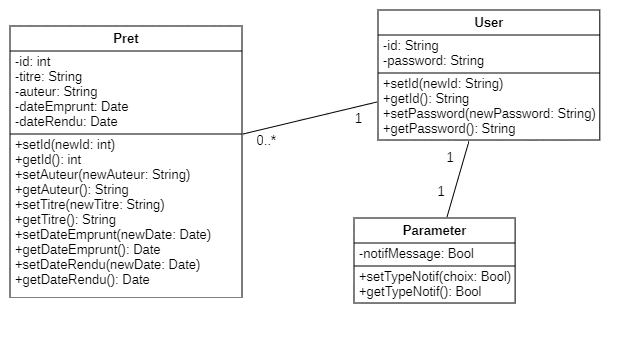 Pret
-id: int
-titre: String
-auteur: String
-dateEmprunt: Date
-dateRendu: Date
+setId(newId: int)
+getId(): int
+setAuteur(newAuteur: String)
+getAuteur(): String
+setTitre(newTitre: String)
+getTitre(): String
+setDateEmprunt(newDate: Date)
+getDateEmprunt(): Date
+setDateRendu(newDate: Date)
+getDateRendu(): Date
0..*
1
User
-id: String
-password: String
+setId(newId: String)
+getId(): String
+setPassword(newPassword: String)
+getPassword(): String
1
1
Parameter
-notifMessage: Bool
+setTypeNotif(choix: Bool)
+getTypeNotif(): Bool